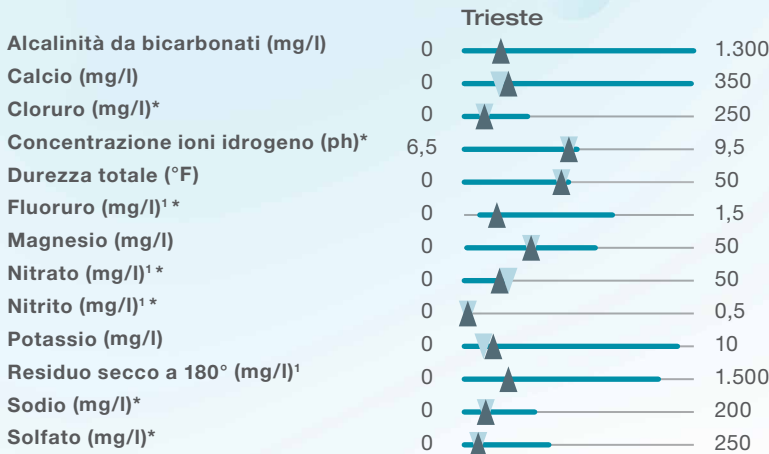 Trieste
Alcalinità da bicarbonati (mg/l) 0 1.300
Calcio (mg/l) 0 350
Cloruro (mg/l)* 0 250
Concentrazione ioni idrogeno (ph)* 6,5 9,5
Durezza totale (°F) 0 50
Fluoruro (mg/l)¹* 0 1,5
Magnesio (mg/l) 0 50
Nitrato (mg/l)¹* 0 50
Nitrito (mg/l)¹* 0 0,5
Potassio (mg/l) 0 10
Residuo secco a 180° (mg/l)¹ 0 1.500
Sodio (mg/l)* 0 200
Solfato (mg/l)* 0 250